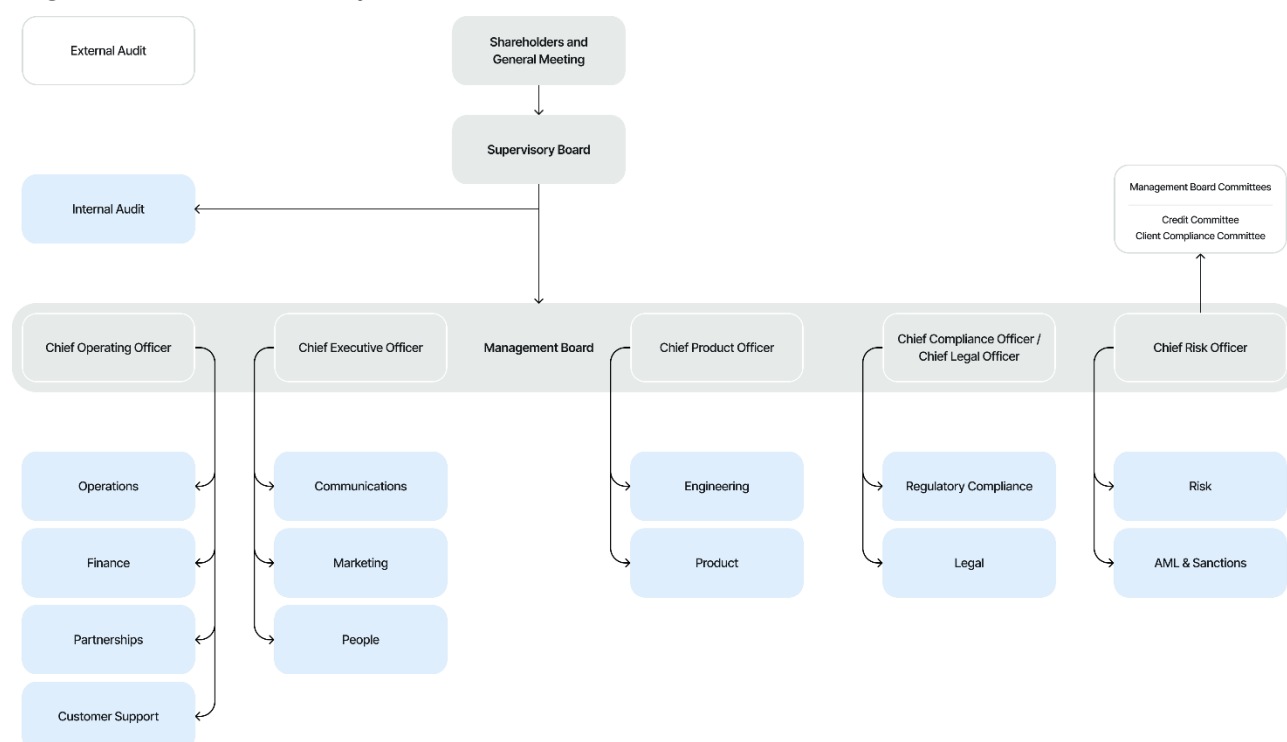 External Audit
Shareholders and
General Meeting
Supervisory Board
Internal Audit
Management Board Committees
Credit Committee
Client Compliance Committee
Chief Operating Officer
Chief Executive Officer
Management Board
Chief Product Officer
Chief Compliance Officer /
Chief Legal Officer
Chief Risk Officer
Operations
Communications
Engineering
Regulatory Compliance
Risk
Finance
Marketing
Product
Legal
AML & Sanctions
Partnerships
People
Customer Support